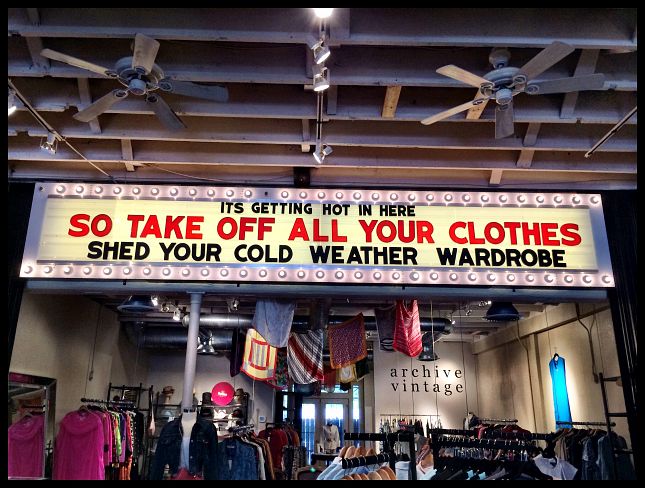 ITS GETTING HOT IN HERE
SO TAKE OFF ALL YOUR CLOTHES
SHED YOUR COLD WEATHER WARDROBE
archive
vintage